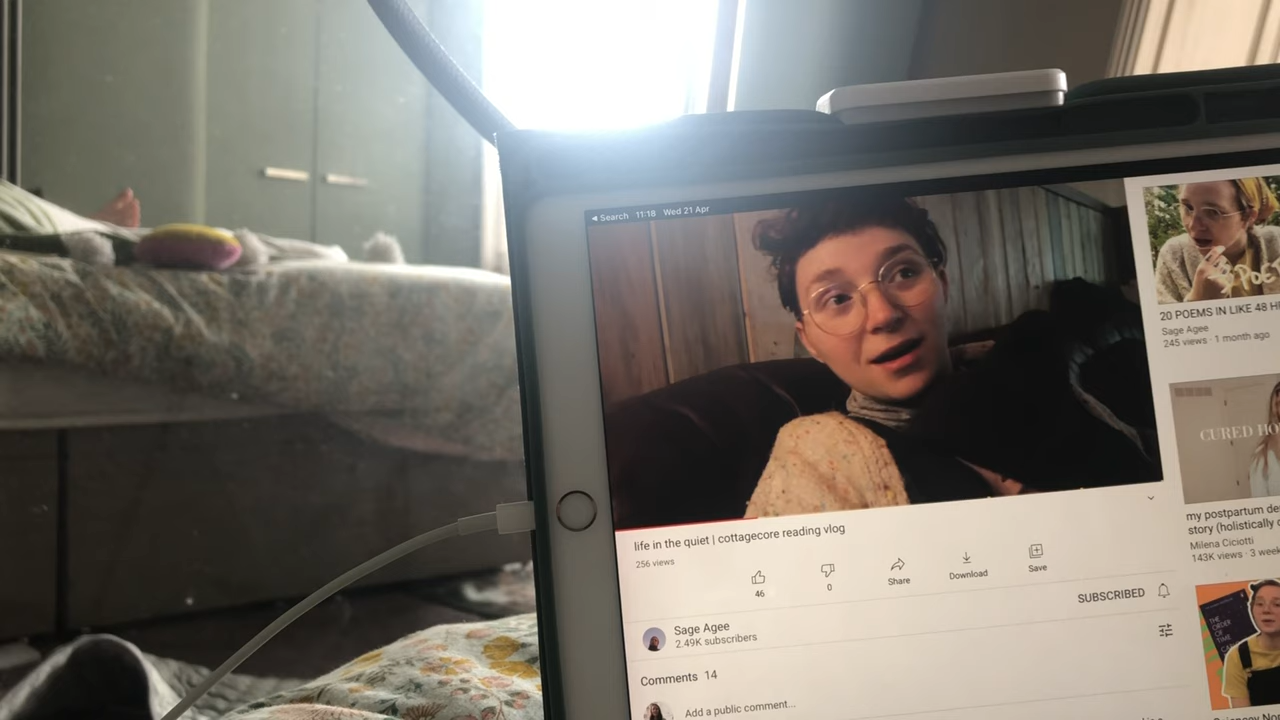 Search 11:18 Wed 21 Apr
life in the quiet | cottagecore reading vlog
256 views
46
0
Share
Download
Save
SUBSCRIBED
Sage Agee
2.49K subscribers
Comments 14
Add a public comment...
20 POEMS IN LIKE 48
Sage Agee
245 views · 1 month ago
CURED
my postpartum
story (holistically
Milena Ciciotti
143K views · 3
THE
ORDER
OF
TIME